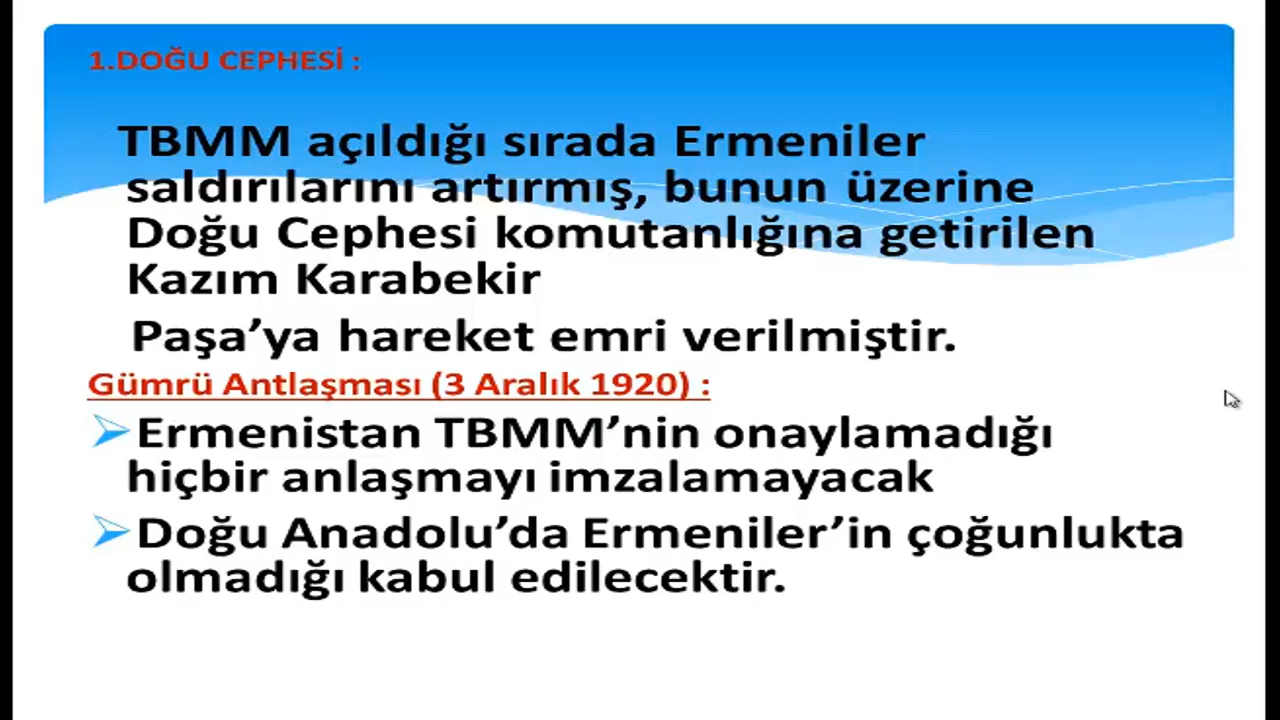 1.DOĞU CEPHESİ :
TBMM açıldığı sırada Ermeniler
saldırılarını artırmış, bunun üzerine
Doğu Cephesi komutanlığına getirilen
Kazım Karabekir
Paşa’ya hareket emri verilmiştir.
Gümrü Antlaşması (3 Aralık 1920) :
Ermenistan TBMM’nin onaylamadığı
hiçbir anlaşmayı imzalamayacak
Doğu Anadolu’da Ermeniler’in çoğunlukta
olmadığı kabul edilecektir.